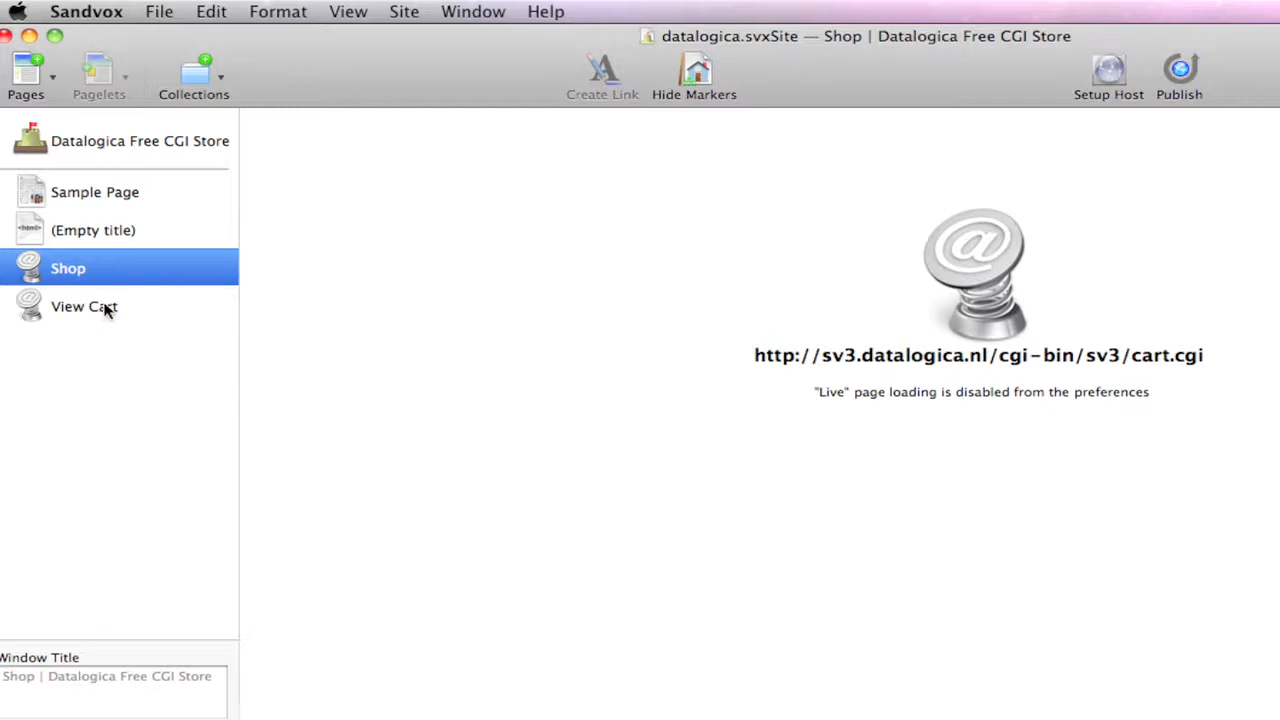 Sandvox File Edit Format View Site Window Help
datalogica.svxSite — Shop | Datalogica Free CGI Store
Pages Pagelets Collections Create Link Hide Markers Setup Host Publish
Datalogica Free CGI Store
Sample Page
<html>
(Empty title)
Shop
View Cart
@
http://sv3.datalogica.nl/cgi-bin/sv3/cart.cgi
"Live" page loading is disabled from the preferences
Window Title
Shop | Datalogica Free CGI Store